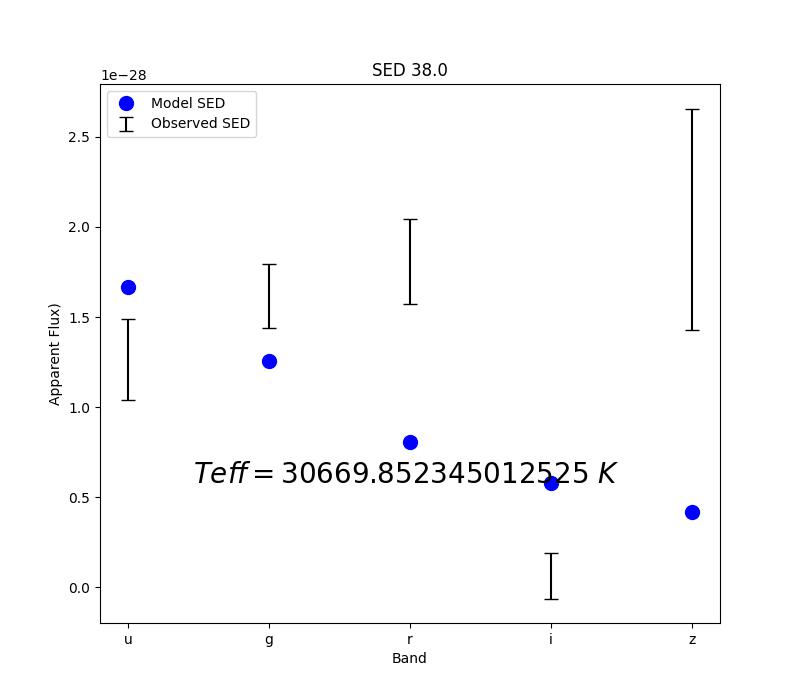 SED 38.0
1e−28
Model SED
Observed SED
2.5
2.0
1.5
1.0
0.5
0.0
Apparent Flux)
Teff = 30669.852345012525 K
u g r i z
Band